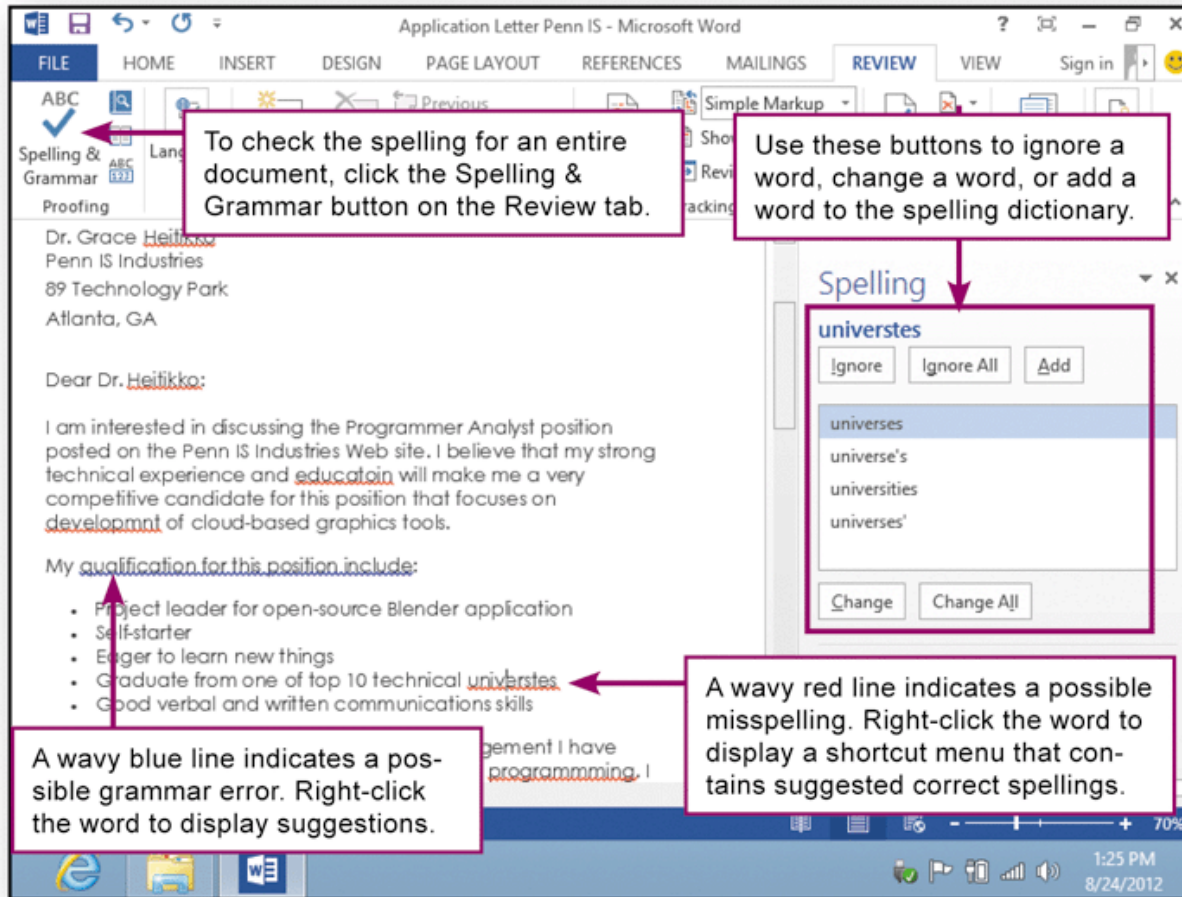 Application Letter Penn IS - Microsoft Word
?
FILE HOME INSERT DESIGN PAGE LAYOUT REFERENCES MAILINGS REVIEW VIEW Sign in
ABC
Spelling &
Grammar
ABC
123
Lang
Previous
Simple Markup
Show
Revi
Proofing
acking
To check the spelling for an entire
document, click the Spelling &
Grammar button on the Review tab.
Use these buttons to ignore a
word, change a word, or add a
word to the spelling dictionary.
Dr. Grace Heitikko
Penn IS Industries
89 Technology Park
Atlanta, GA
Dear Dr. Heitikko:
I am interested in discussing the Programmer Analyst position
posted on the Penn IS Industries Web site. I believe that my strong
technical experience and educatoin will make me a very
competitive candidate for this position that focuses on
developmnt of cloud-based graphics tools.
My qualification for this position include:
• Project leader for open-source Blender application
• Self-starter
• Eager to learn new things
• Graduate from one of top 10 technical universtes
• Good verbal and written communications skills
gement I have
programmming. I
Spelling
universtes
Ignore Ignore All Add
universes
universe's
universities
universes'
Change Change All
A wavy blue line indicates a pos-
sible grammar error. Right-click
the word to display suggestions.
A wavy red line indicates a possible
misspelling. Right-click the word to
display a shortcut menu that con-
tains suggested correct spellings.
- + 70%
1:25 PM
8/24/2012